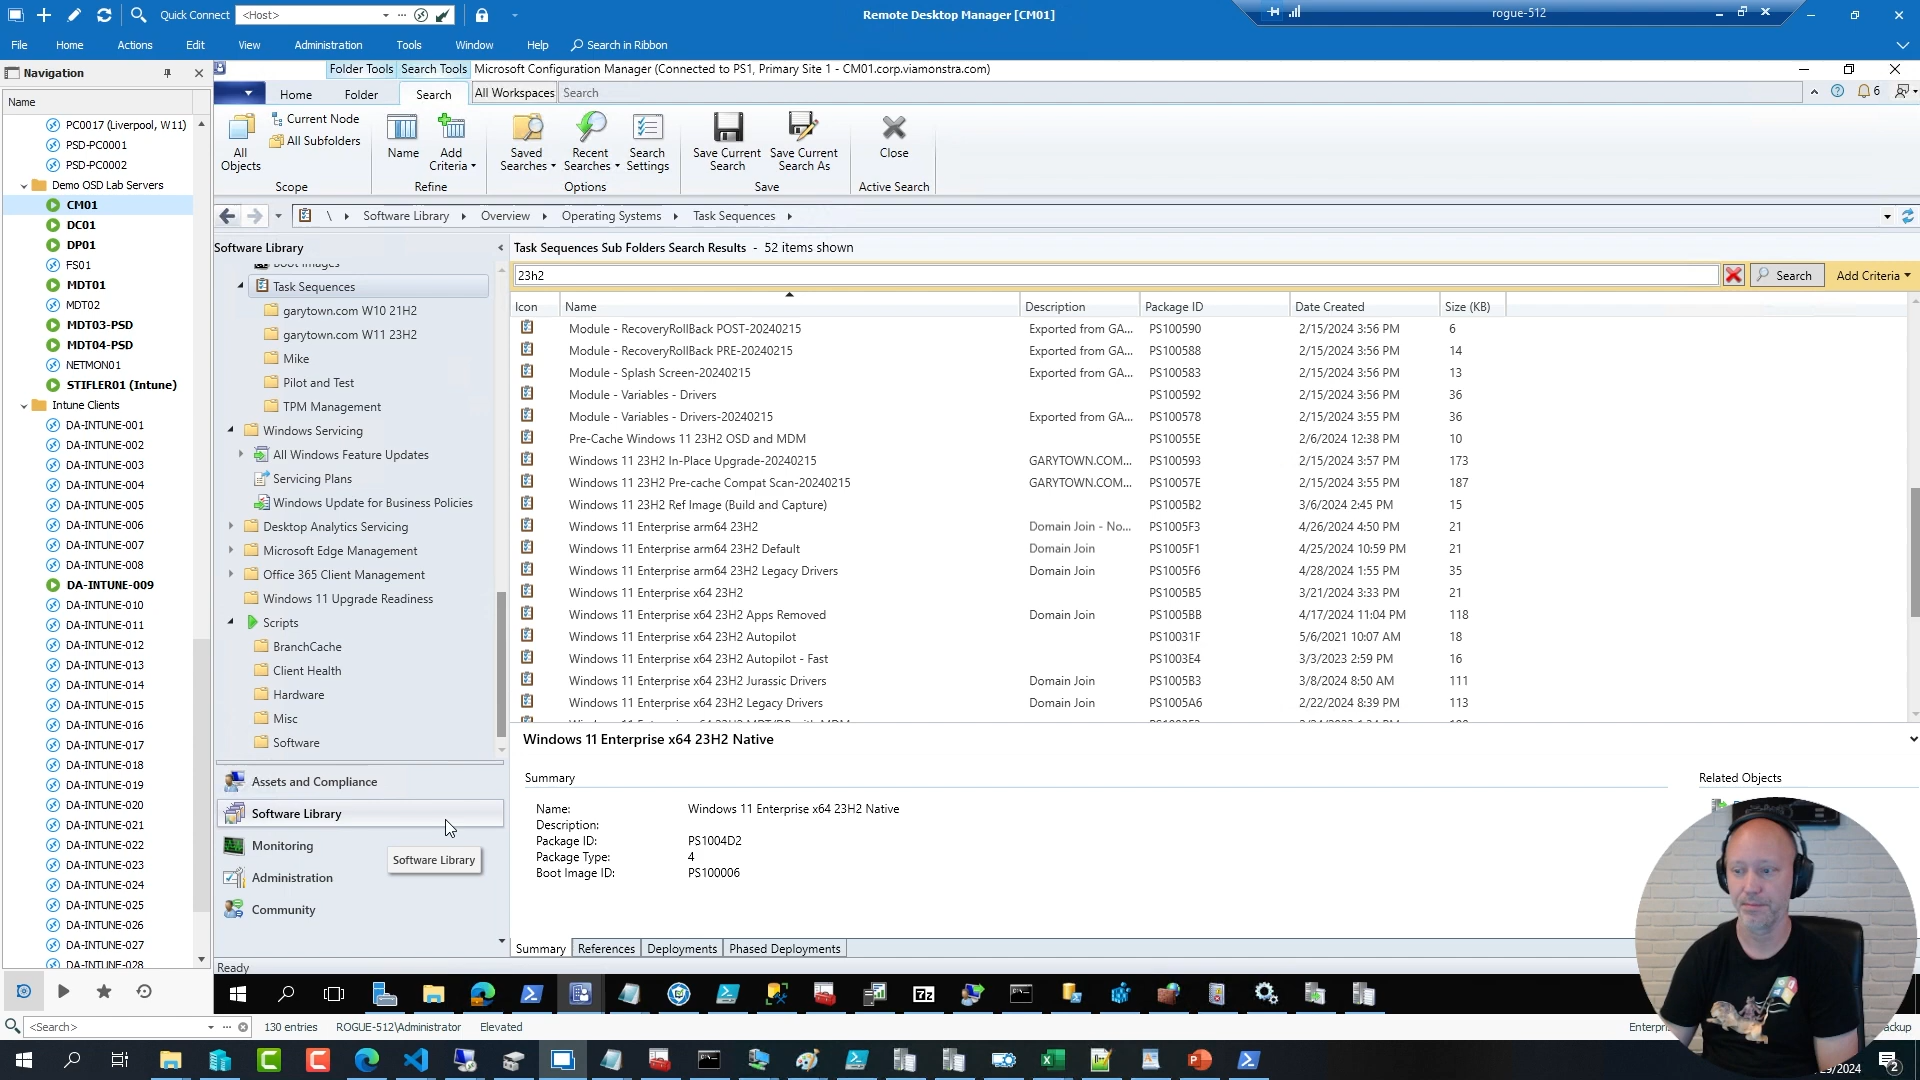 Quick Connect
<Host>
Remote Desktop Manager [CM01]
rogue-512
File
Home
Actions
Edit
View
Administration
Tools
Window
Help
Search in Ribbon
Navigation
Name
PC0017 (Liverpool, W11)
PSD-PC0001
PSD-PC0002
Demo OSD Lab Servers
CM01
DC01
DP01
FS01
MDT01
MDT02
MDT03-PSD
MDT04-PSD
NETMON01
STIFLER01 (Intune)
Intune Clients
DA-INTUNE-001
DA-INTUNE-002
DA-INTUNE-003
DA-INTUNE-004
DA-INTUNE-005
DA-INTUNE-006
DA-INTUNE-007
DA-INTUNE-008
DA-INTUNE-009
DA-INTUNE-010
DA-INTUNE-011
DA-INTUNE-012
DA-INTUNE-013
DA-INTUNE-014
DA-INTUNE-015
DA-INTUNE-016
DA-INTUNE-017
DA-INTUNE-018
DA-INTUNE-019
DA-INTUNE-020
DA-INTUNE-021
DA-INTUNE-022
DA-INTUNE-023
DA-INTUNE-024
DA-INTUNE-025
DA-INTUNE-026
DA-INTUNE-027
DA-INTUNE-028
Folder Tools Search Tools Microsoft Configuration Manager (Connected to PS1, Primary Site 1 - CM01.corp.viamonstra.com)
Home Folder Search All Workspaces Search
6
All Objects
Current Node
All Subfolders
Scope
Name
Add Criteria
Refine
Saved Searches
Recent Searches
Search Settings
Options
Save Current Search
Save Current Search As
Save
Close
Active Search
\ Software Library Overview Operating Systems Task Sequences
Software Library
Boot Images
Task Sequences
garytown.com W10 21H2
garytown.com W11 23H2
Mike
Pilot and Test
TPM Management
Windows Servicing
All Windows Feature Updates
Servicing Plans
Windows Update for Business Policies
Desktop Analytics Servicing
Microsoft Edge Management
Office 365 Client Management
Windows 11 Upgrade Readiness
Scripts
BranchCache
Client Health
Hardware
Misc
Software
Assets and Compliance
Software Library
Monitoring
Administration
Community
Software Library
Task Sequences Sub Folders Search Results - 52 items shown
23h2
Search
Add Criteria
Icon Name Description Package ID Date Created Size (KB)
Module - RecoveryRollBack POST-20240215 Exported from GA... PS100590 2/15/2024 3:56 PM 6
Module - RecoveryRollBack PRE-20240215 Exported from GA... PS100588 2/15/2024 3:56 PM 14
Module - Splash Screen-20240215 Exported from GA... PS100583 2/15/2024 3:56 PM 13
Module - Variables - Drivers PS100592 2/15/2024 3:56 PM 36
Module - Variables - Drivers-20240215 Exported from GA... PS100578 2/15/2024 3:55 PM 36
Pre-Cache Windows 11 23H2 OSD and MDM PS10055E 2/6/2024 12:38 PM 10
Windows 11 23H2 In-Place Upgrade-20240215 GARYTOWN.COM... PS100593 2/15/2024 3:57 PM 173
Windows 11 23H2 Pre-cache Compat Scan-20240215 GARYTOWN.COM... PS10057E 2/15/2024 3:55 PM 187
Windows 11 23H2 Ref Image (Build and Capture) PS1005B2 3/6/2024 2:45 PM 15
Windows 11 Enterprise arm64 23H2 Domain Join - No... PS1005F3 4/26/2024 4:50 PM 21
Windows 11 Enterprise arm64 23H2 Default Domain Join PS1005F1 4/25/2024 10:59 PM 21
Windows 11 Enterprise arm64 23H2 Legacy Drivers Domain Join PS1005F6 4/28/2024 1:55 PM 35
Windows 11 Enterprise x64 23H2 PS1005B5 3/21/2024 3:33 PM 21
Windows 11 Enterprise x64 23H2 Apps Removed Domain Join PS1005BB 4/17/2024 11:04 PM 118
Windows 11 Enterprise x64 23H2 Autopilot PS10031F 5/6/2021 10:07 AM 18
Windows 11 Enterprise x64 23H2 Autopilot - Fast PS1003E4 3/3/2023 2:59 PM 16
Windows 11 Enterprise x64 23H2 Jurassic Drivers Domain Join PS1005B3 3/8/2024 8:50 AM 111
Windows 11 Enterprise x64 23H2 Legacy Drivers Domain Join PS1005A6 2/22/2024 8:39 PM 113
Windows 11 Enterprise x64 23H2 Native
Summary
Related Objects
Name: Windows 11 Enterprise x64 23H2 Native
Description:
Package ID: PS1004D2
Package Type: 4
Boot Image ID: PS100006
Summary References Deployments Phased Deployments
Ready
7z
<Search>
130 entries
ROGUE-512\Administrator
Elevated
2